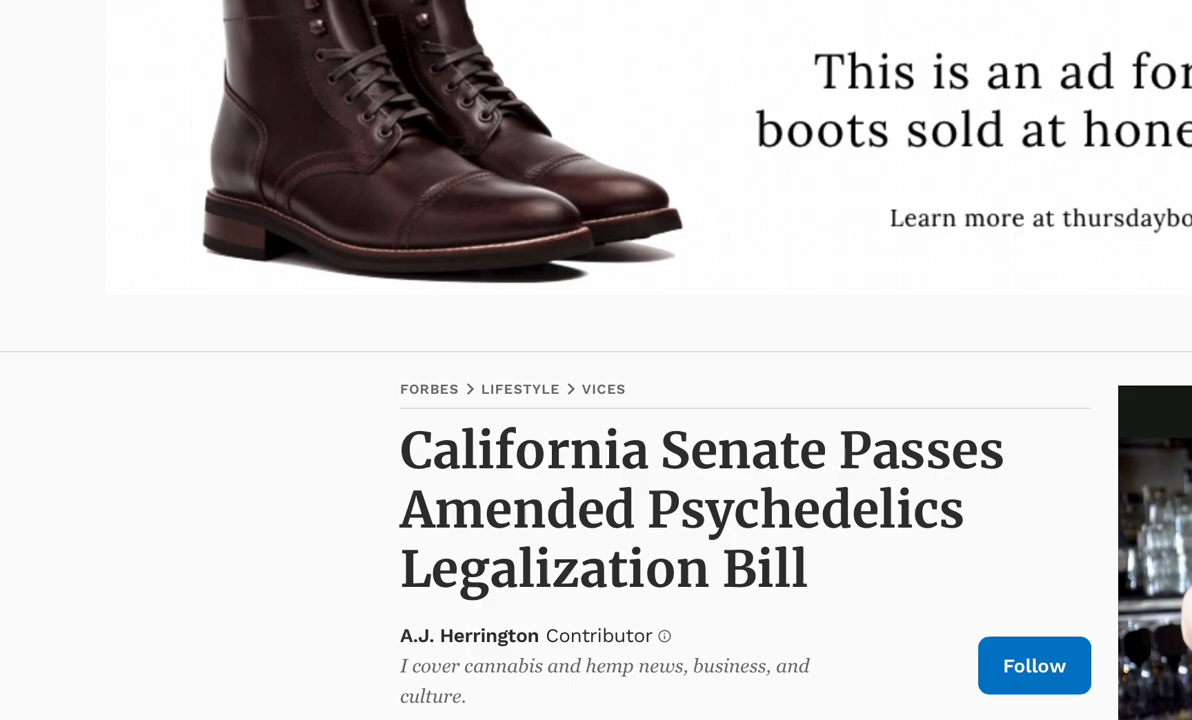 This is an ad for
boots sold at hone
Learn more at thursdaybo
FORBES > LIFESTYLE > VICES
California Senate Passes
Amended Psychedelics
Legalization Bill
A.J. Herrington Contributor
I cover cannabis and hemp news, business, and
culture.
Follow